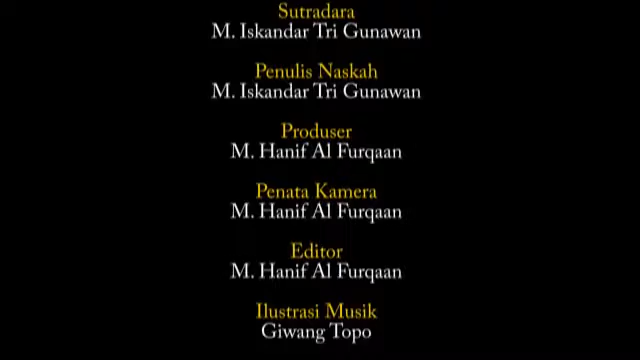 Sutradara
M. Iskandar Tri Gunawan
Penulis Naskah
M. Iskandar Tri Gunawan
Produser
M. Hanif Al Furqaan
Penata Kamera
M. Hanif Al Furqaan
Editor
M. Hanif Al Furqaan
Ilustrasi Musik
Giwang Topo